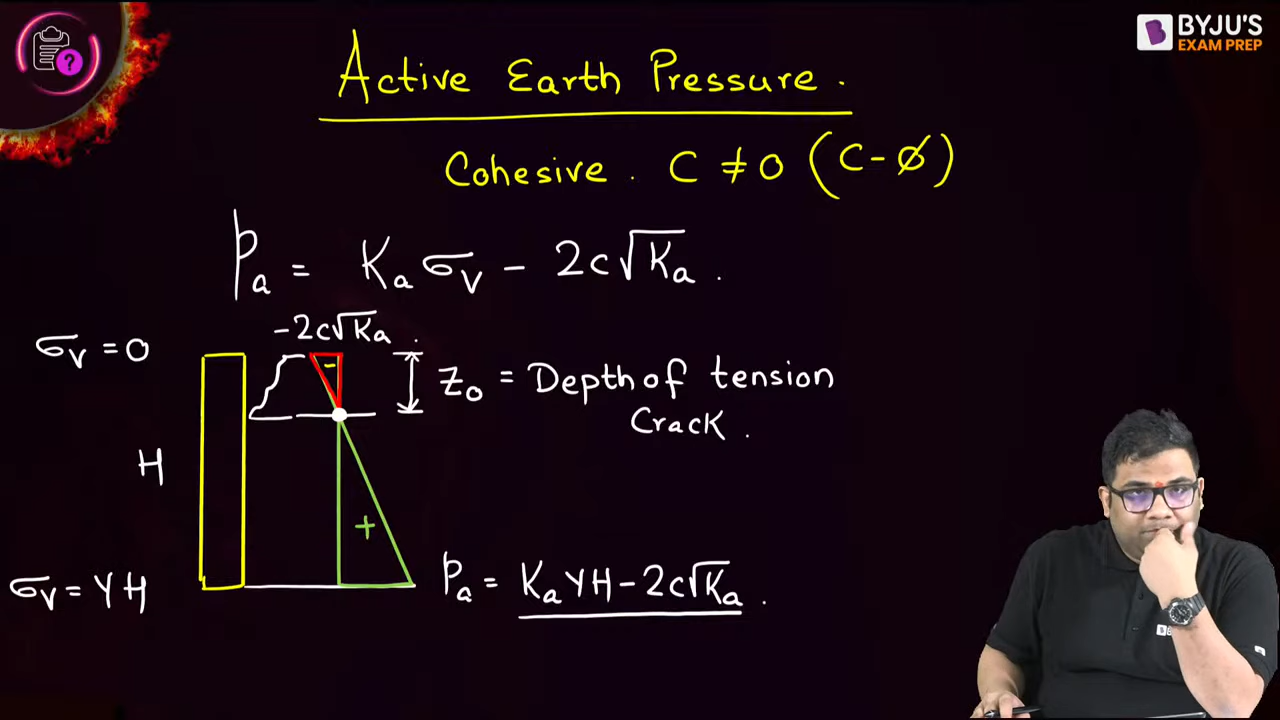 BYJU'S
EXAM PREP
Active Earth Pressure.
Cohesive. C ≠ 0 (C-ø)
Pa = Kaσv - 2c√Ka.
-2c√Ka.
σv = 0
-
Z0 = Depth of tension
Crack.
H
+
σv = γH
Pa = KaγH - 2c√Ka.